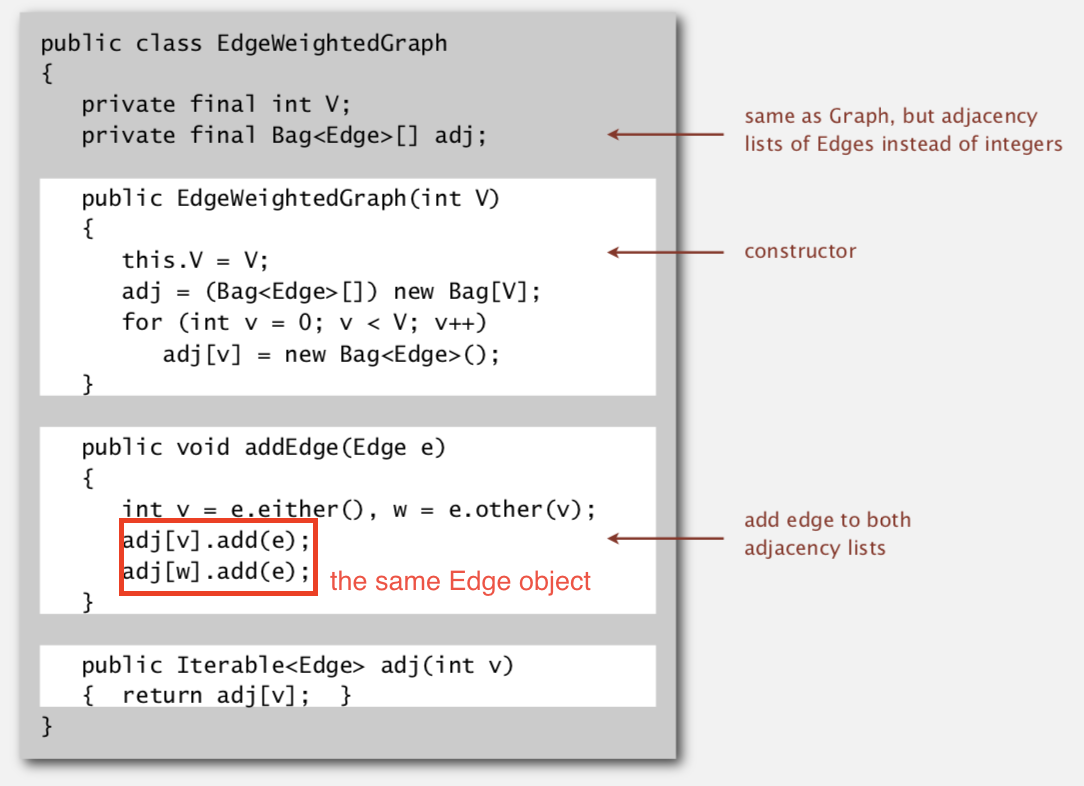 public class EdgeWeightedGraph
{
private final int V;
private final Bag<Edge>[] adj;
same as Graph, but adjacency
lists of Edges instead of integers
public EdgeWeightedGraph(int V)
{
this.V = V;
constructor
adj = (Bag<Edge>[]) new Bag[V];
for (int v = 0; v < V; v++)
adj[v] = new Bag<Edge>();
}
public void addEdge(Edge e)
{
int v = e.either(), w = e.other(v);
adj[v].add(e);
adj[w].add(e);
the same Edge object
add edge to both
adjacency lists
}
public Iterable<Edge> adj(int v)
{  return adj[v];  }
}